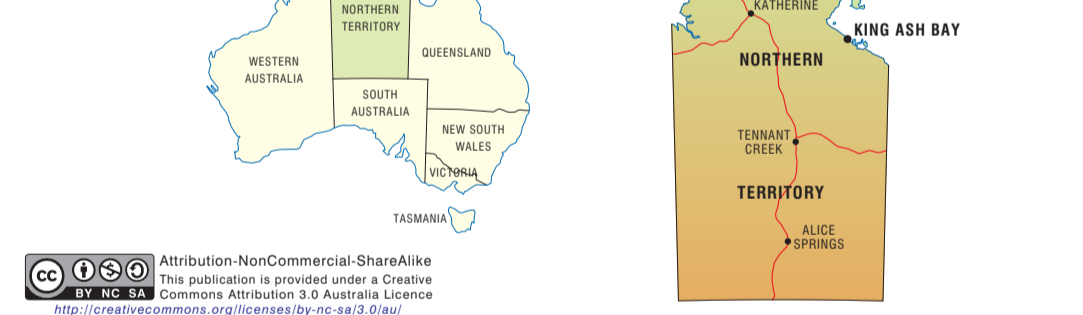 NORTHERN
TERRITORY
QUEENSLAND
WESTERN
AUSTRALIA
SOUTH
AUSTRALIA
NEW SOUTH
WALES
VICTORIA
TASMANIA
cc
BY NC SA
Attribution-NonCommercial-ShareAlike
This publication is provided under a Creative
Commons Attribution 3.0 Australia Licence
http://creativecommons.org/licenses/by-nc-sa/3.0/au/
KATHERINE
KING ASH BAY
NORTHERN
TENNANT
CREEK
TERRITORY
ALICE
SPRINGS